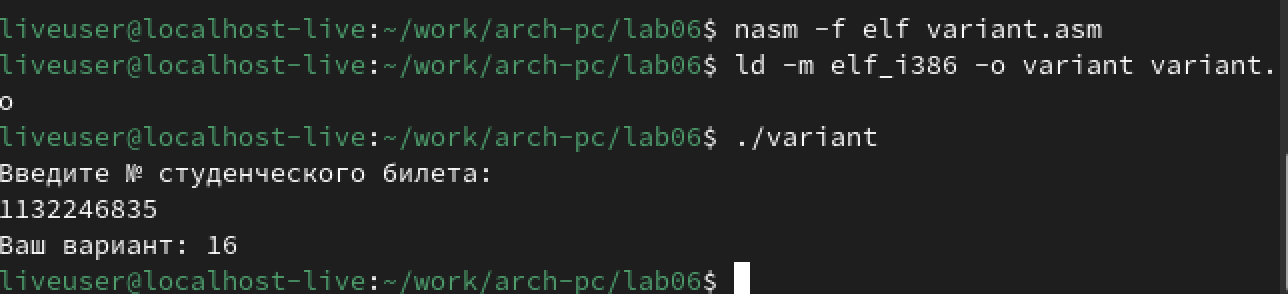 liveuser@localhost-live:~/work/arch-pc/lab06$ nasm -f elf variant.asm
liveuser@localhost-live:~/work/arch-pc/lab06$ ld -m elf_i386 -o variant variant.
o
liveuser@localhost-live:~/work/arch-pc/lab06$ ./variant
Введите № студенческого билета:
1132246835
Ваш вариант: 16
liveuser@localhost-live:~/work/arch-pc/lab06$